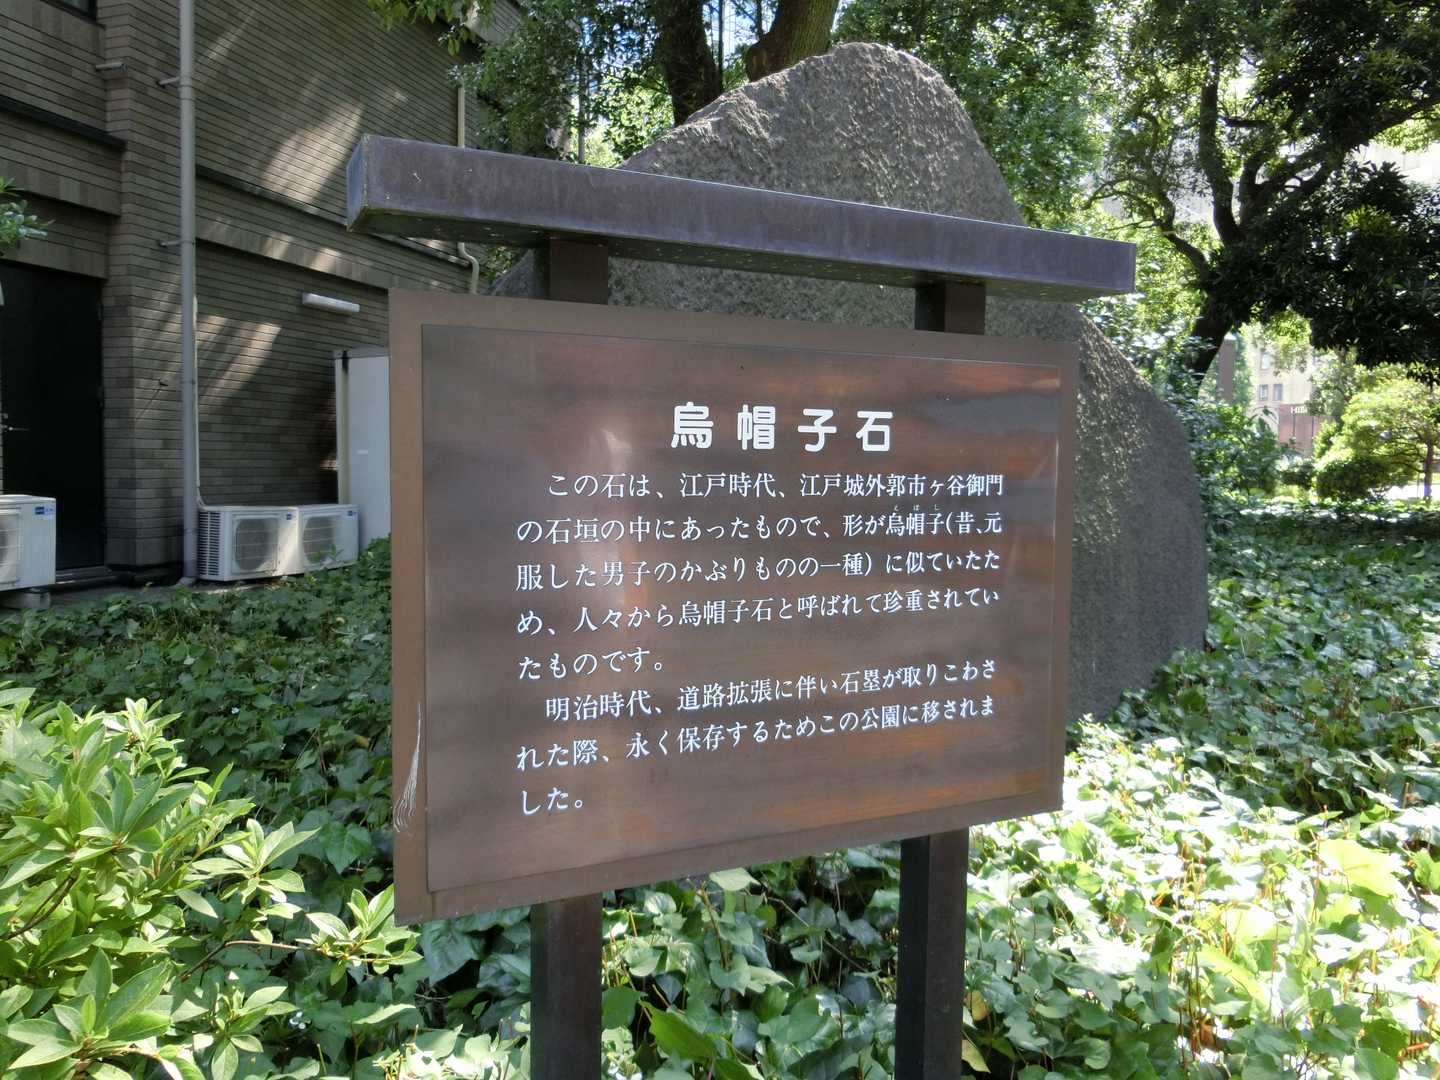 烏帽子石
この石は、江戸時代、江戸城外郭市ヶ谷御門
の石垣の中にあったもので、形が烏帽子(昔、元
えぼし
服した男子のかぶりものの一種)に似ていたた
め、人々から烏帽子石と呼ばれて珍重されてい
たものです。
明治時代、道路拡張に伴い石塁が取りこわさ
れた際、永く保存するためこの公園に移されま
した。